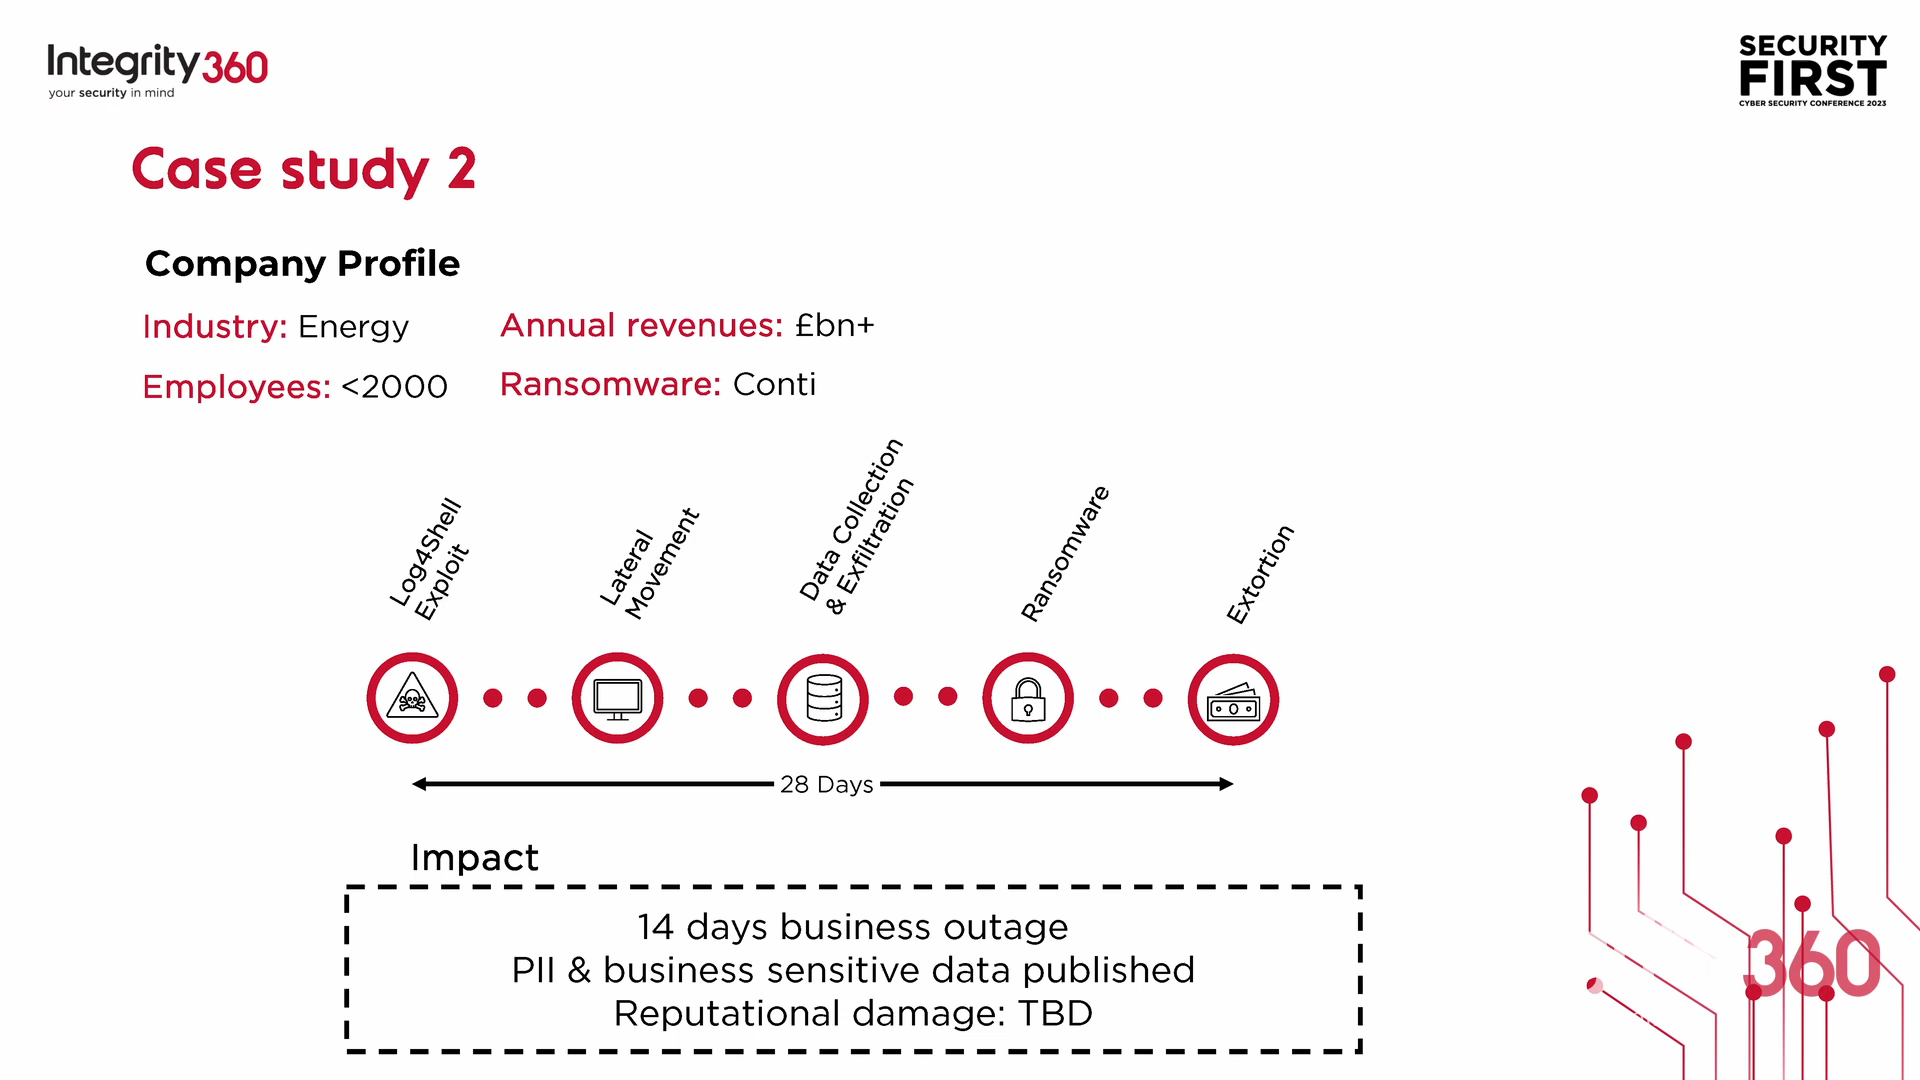 Integrity360
your security in mind
SECURITY
FIRST
CYBER SECURITY CONFERENCE 2023
Case study 2
Company Profile
Industry: Energy
Annual revenues: £bn+
Employees: <2000
Ransomware: Conti
Log4Shell
Exploit
Lateral
Movement
Data Collection
& Exfiltration
Ransomware
Extortion
28 Days
Impact
14 days business outage
PII & business sensitive data published
Reputational damage: TBD
360